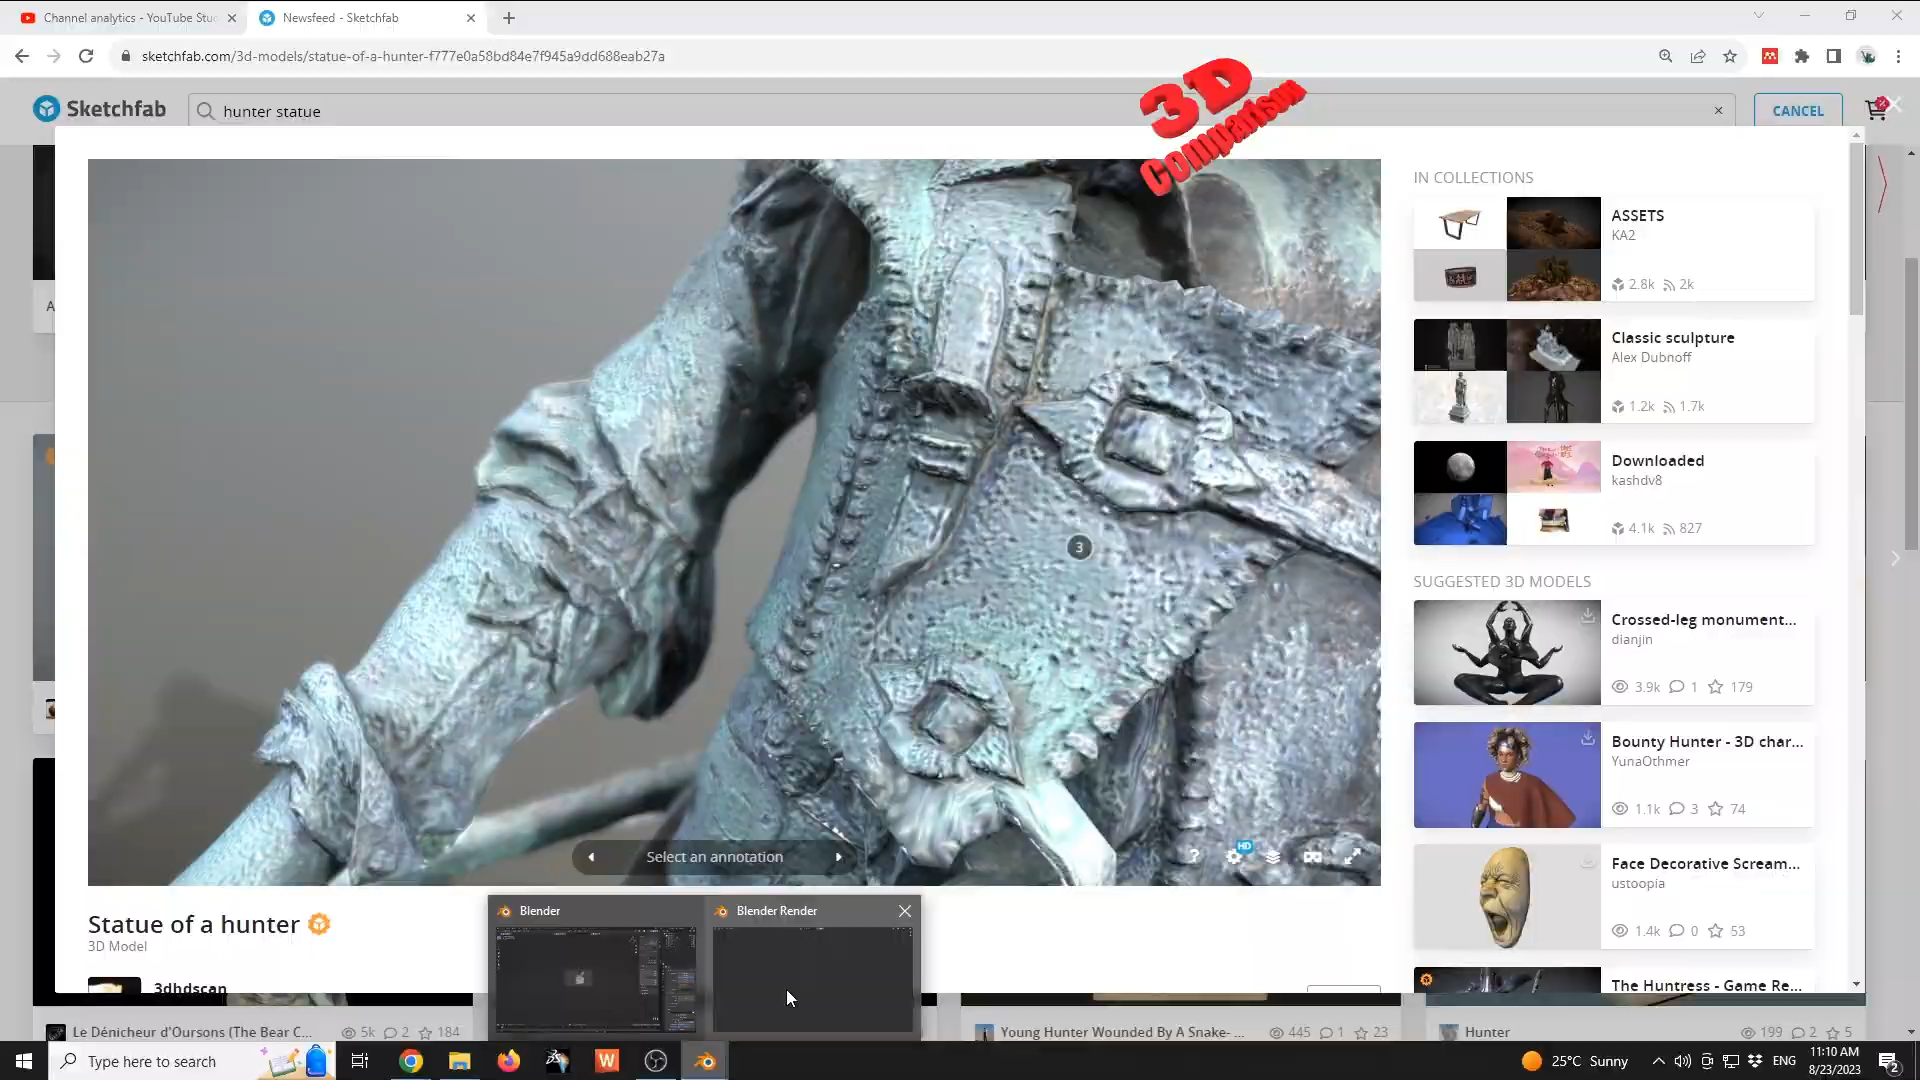 Channel analytics - YouTube Stu
Newsfeed - Sketchfab
sketchfab.com/3d-models/statue-of-a-hunter-f777e0a58bd84e7f945a9dd688eab27a
3D
Comparison
Sketchfab
hunter statue
CANCEL
IN COLLECTIONS
ASSETS
KA2
2.8k 2k
Classic sculpture
Alex Dubnoff
1.2k 1.7k
Downloaded
kashdv8
4.1k 827
SUGGESTED 3D MODELS
Crossed-leg monument...
dianjin
3.9k 1 179
Bounty Hunter - 3D char...
YunaOthmer
1.1k 3 74
Face Decorative Scream...
ustoopia
1.4k 0 53
The Huntress - Game Re...
A
3
Select an annotation
?
HD
Statue of a hunter
3D Model
3dhdscan
Blender
Blender Render
Le Dénicheur d'Oursons (The Bear C... 5k 2 184
Young Hunter Wounded By A Snake- ... 445 1 23
Hunter 199 2 5
Type here to search
W
25°C Sunny
ENG
11:10 AM
8/23/2023
2